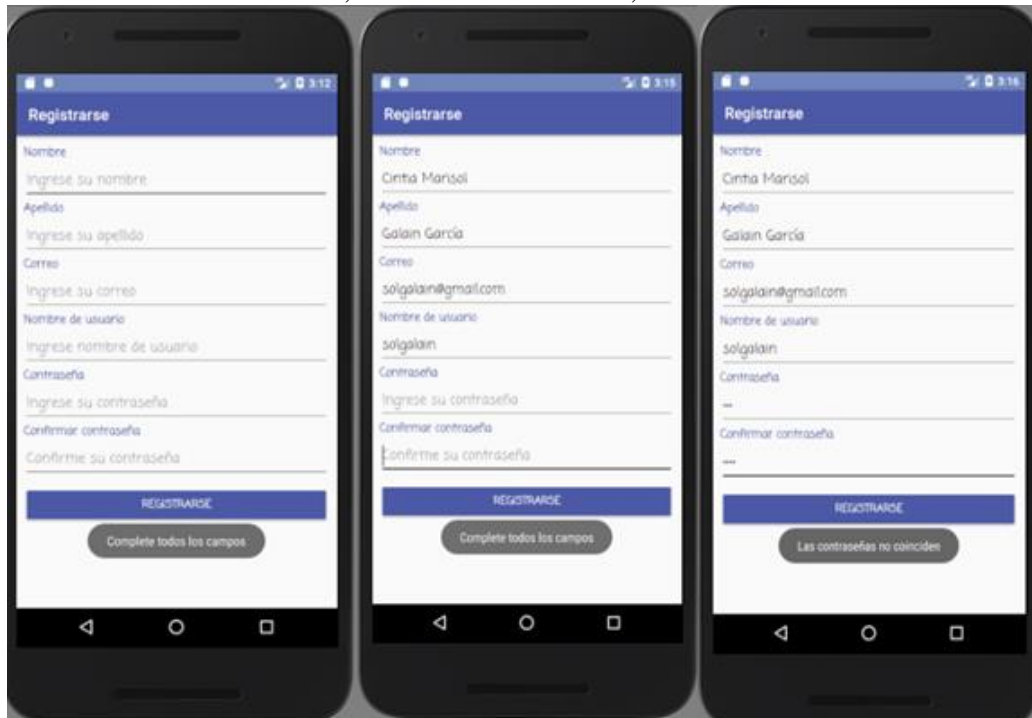 3:12
Registrarse
Nombre
Ingrese su nombre
Apellido
Ingrese su apellido
Correo
Ingrese su correo
Nombre de usuario
Ingrese nombre de usuario
Contraseña
Ingrese su contraseña
Confirmar contraseña
Confirme su contraseña
REGISTRARSE
Complete todos los campos
3:15
Registrarse
Nombre
Cintia Marisol
Apellido
Galain García
Correo
solgalain@gmail.com
Nombre de usuario
solgalain
Contraseña
Ingrese su contraseña
Confirmar contraseña
Confirme su contraseña
REGISTRARSE
Complete todos los campos
3:16
Registrarse
Nombre
Cintia Marisol
Apellido
Galain García
Correo
solgalain@gmail.com
Nombre de usuario
solgalain
Contraseña
Confirmar contraseña
REGISTRARSE
Las contraseñas no coinciden